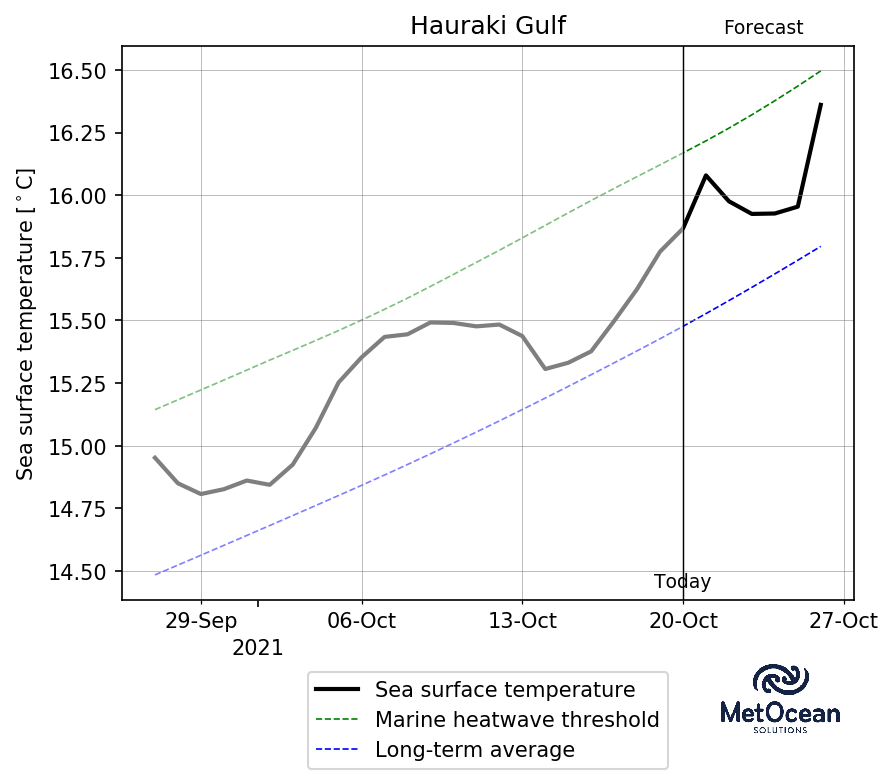 Hauraki Gulf
Forecast
Sea surface temperature [°C]
16.50
16.25
16.00
15.75
15.50
15.25
15.00
14.75
14.50
Today
29-Sep 06-Oct 13-Oct 20-Oct 27-Oct
2021
Sea surface temperature
Marine heatwave threshold
Long-term average
MetOcean
SOLUTIONS